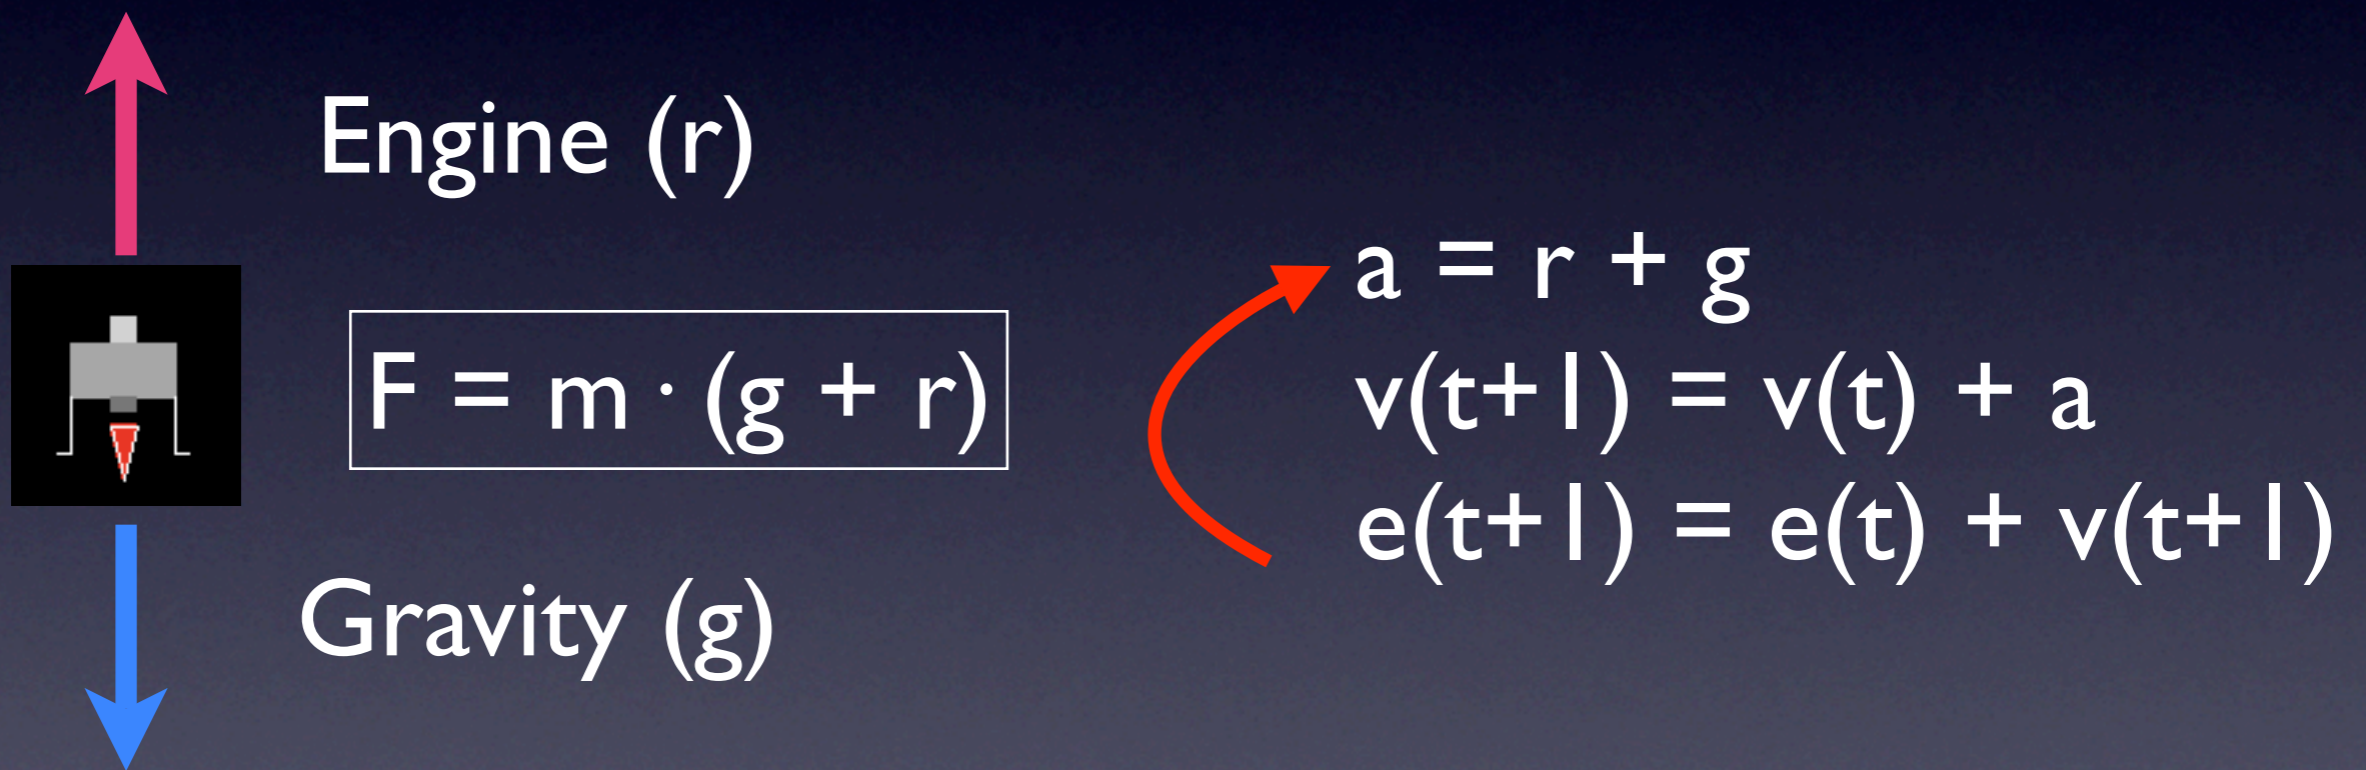 Engine (r)
F = m · (g + r)
Gravity (g)
a = r + g
v(t+1) = v(t) + a
e(t+1) = e(t) + v(t+1)